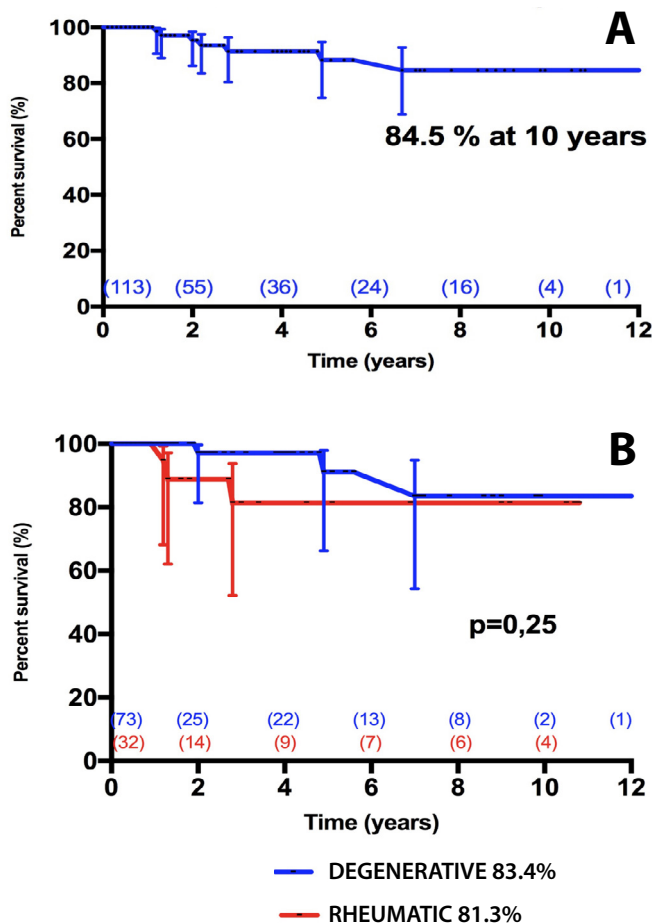 A
100
80
60
40
20
0
Percent survival (%)
84.5 % at 10 years
(113) (55) (36) (24) (16) (4) (1)
0 2 4 6 8 10 12
Time (years)
B
100
80
60
40
20
0
Percent survival (%)
p=0,25
(73) (25) (22) (13) (8) (2) (1)
(32) (14) (9) (7) (6) (4)
0 2 4 6 8 10 12
Time (years)
DEGENERATIVE 83.4%
RHEUMATIC 81.3%